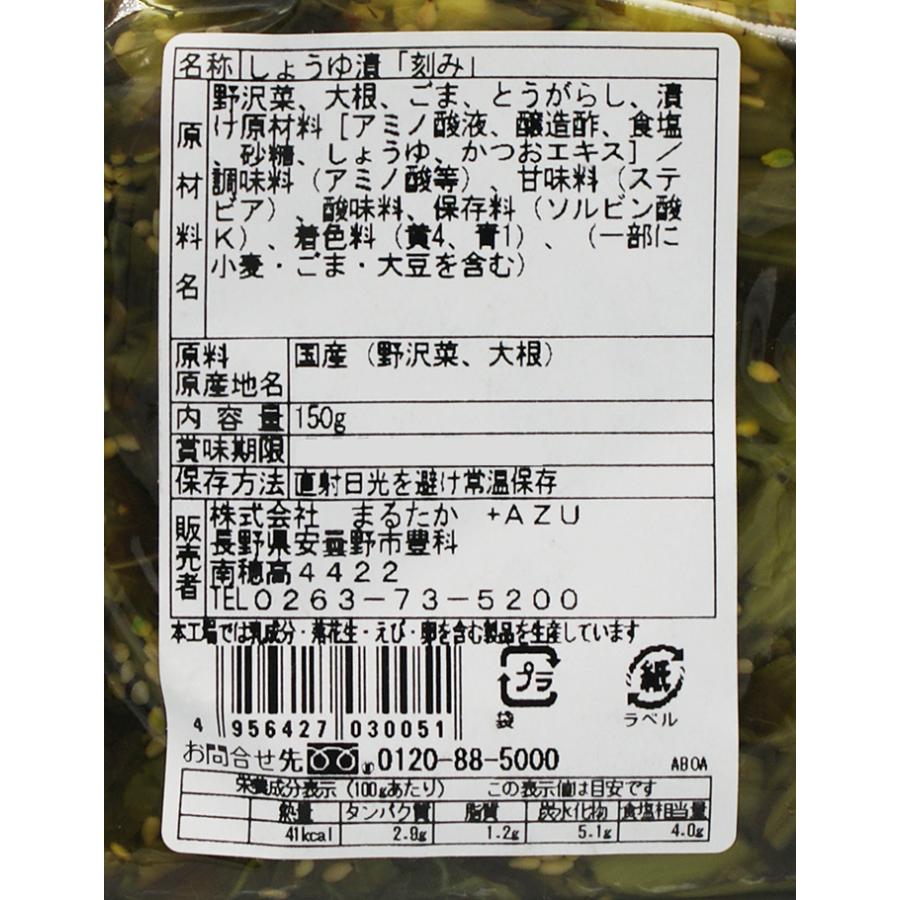 名称 しょうゆ漬「刻み」
原材料名 野沢菜、大根、ごま、とうがらし、漬
け原材料［アミノ酸液、醸造酢、食塩
、砂糖、しょうゆ、かつおエキス］／
調味料（アミノ酸等）、甘味料（ステ
ビア）、酸味料、保存料（ソルビン酸
K）、着色料（黄4、青1）、（一部に
小麦・ごま・大豆を含む）
原料原産地名 国産（野沢菜、大根）
内容量 150g
賞味期限
保存方法 直射日光を避け常温保存
販売者 株式会社 まるたか +AZU
長野県安曇野市豊科
南穂高4422
TEL0263-73-5200
本工場では乳成分・落花生・えび・卵を含む製品を生産しています
プラ 紙
袋 ラベル
4 956427 030051
お問合せ先 0120-88-5000 ABOA
栄養成分表示（100gあたり） この表示値は目安です
熱量 タンパク質 脂質 炭水化物 食塩相当量
41kcal 2.9g 1.2g 5.1g 4.0g